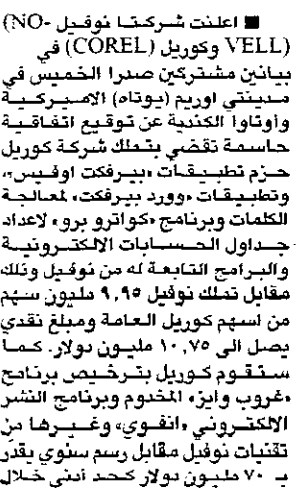 ■ اعلنت شركتا نوفيل (NO-
VELL) وكوريل (COREL) في
بيانين مشتركين صدرا الخميس في
مدينتي اوريم (يوتاه) الاميركية
وأوتاوا الكندية عن توقيع اتفاقية
حاسمة تقضي بتملك شركة كوريل
حزم تطبيقات «بيرفكت اوفيس»،
وتطبيقات «وورد بيرفكت» لمعالجة
الكلمات وبرنامج «كواترو برو» لاعداد
جداول الحسابات الالكترونية
والبرامج التابعة له من نوفيل وذلك
مقابل تملك نوفيل ٩,٩٥ مليون سهم
من اسهم كوريل العامة ومبلغ نقدي
يصل الى ١٠,٧٥ مليون دولار. كما
ستقوم كوريل بترخيص برنامج
«غروب وايز» المخدوم وبرنامج النشر
الالكتروني «انفوي» وغيرها من
تقنيات نوفيل مقابل رسم سنوي يقدر
بـ ٧٠ مليون دولار كحد أدنى خلال